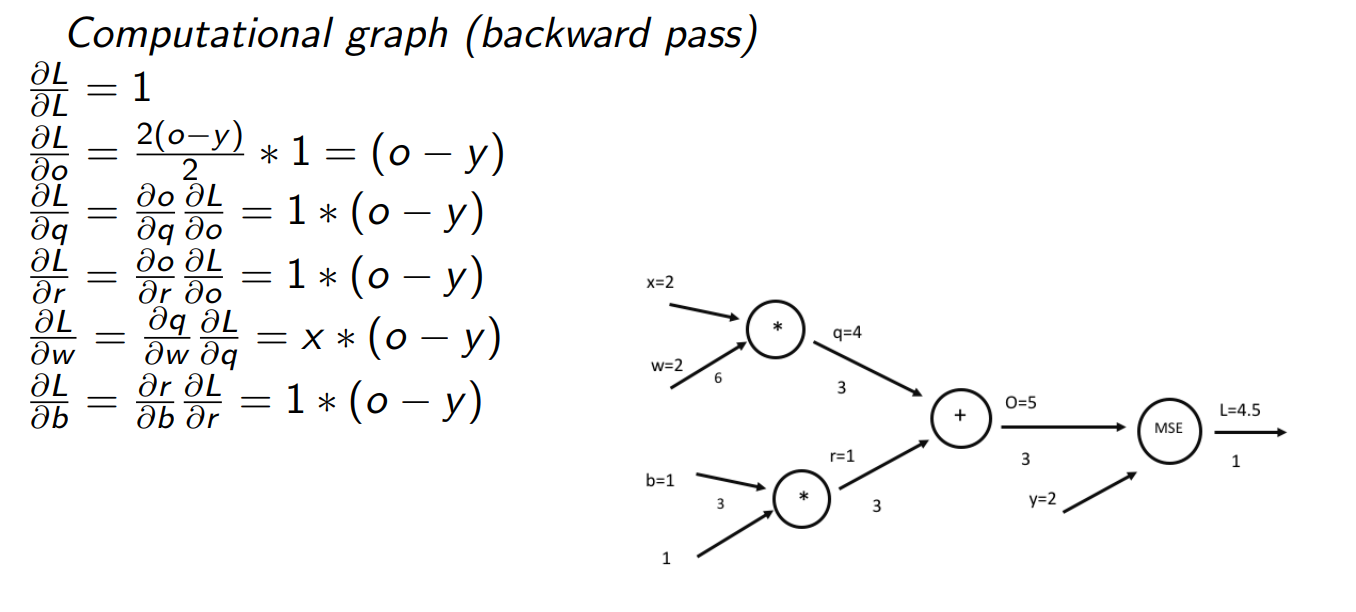 Computational graph (backward pass)
∂L/∂L = 1
∂L/∂o = 2(o−y)/2 ∗ 1 = (o − y)
∂L/∂q = ∂o/∂q ∂L/∂o = 1 ∗ (o − y)
∂L/∂r = ∂o/∂r ∂L/∂o = 1 ∗ (o − y)
∂L/∂w = ∂q/∂w ∂L/∂q = x ∗ (o − y)
∂L/∂b = ∂r/∂b ∂L/∂r = 1 ∗ (o − y)
x=2
*
q=4
w=2
6
3
O=5
L=4.5
+
MSE
r=1
3
1
b=1
3
*
3
y=2
1